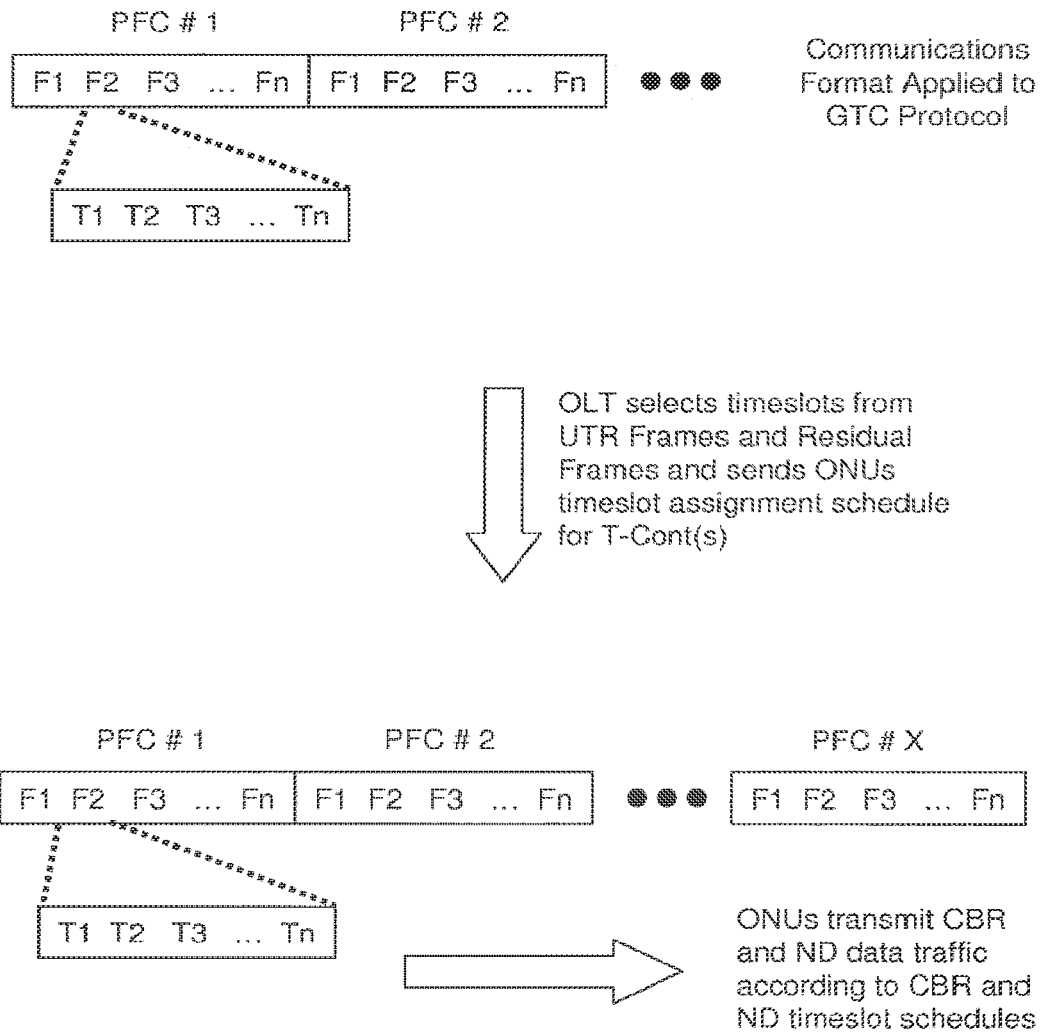 PFC # 1 PFC # 2
F1 F2 F3 ... Fn F1 F2 F3 ... Fn
Communications
Format Applied to
GTC Protocol
T1 T2 T3 ... Tn
OLT selects timeslots from
UTR Frames and Residual
Frames and sends ONUs
timeslot assignment schedule
for T-Cont(s)
PFC # 1 PFC # 2 PFC # X
F1 F2 F3 ... Fn F1 F2 F3 ... Fn F1 F2 F3 ... Fn
T1 T2 T3 ... Tn
ONUs transmit CBR
and ND data traffic
according to CBR and
ND timeslot schedules